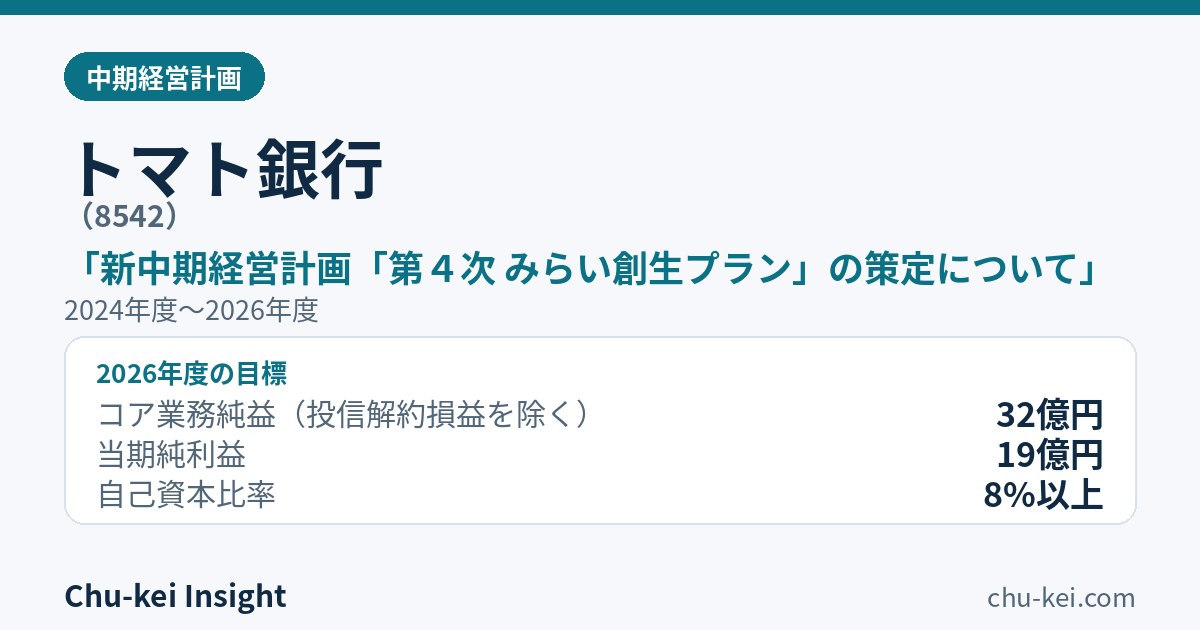 中期経営計画
トマト銀行
（8542）
「新中期経営計画「第４次 みらい創生プラン」の策定について」
2024年度～2026年度
2026年度の目標
コア業務純益（投信解約損益を除く） 32億円
当期純利益 19億円
自己資本比率 8%以上
Chu-kei Insight chu-kei.com